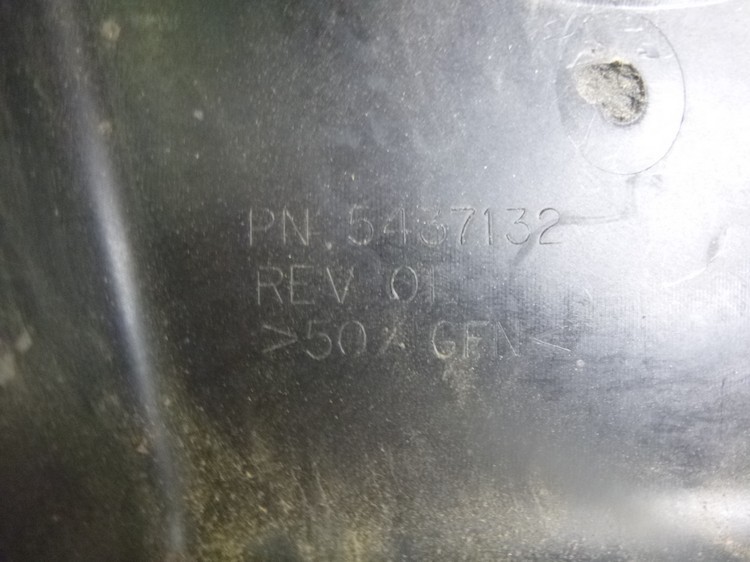 PN. 5437132
REV 01
>50% GFN<